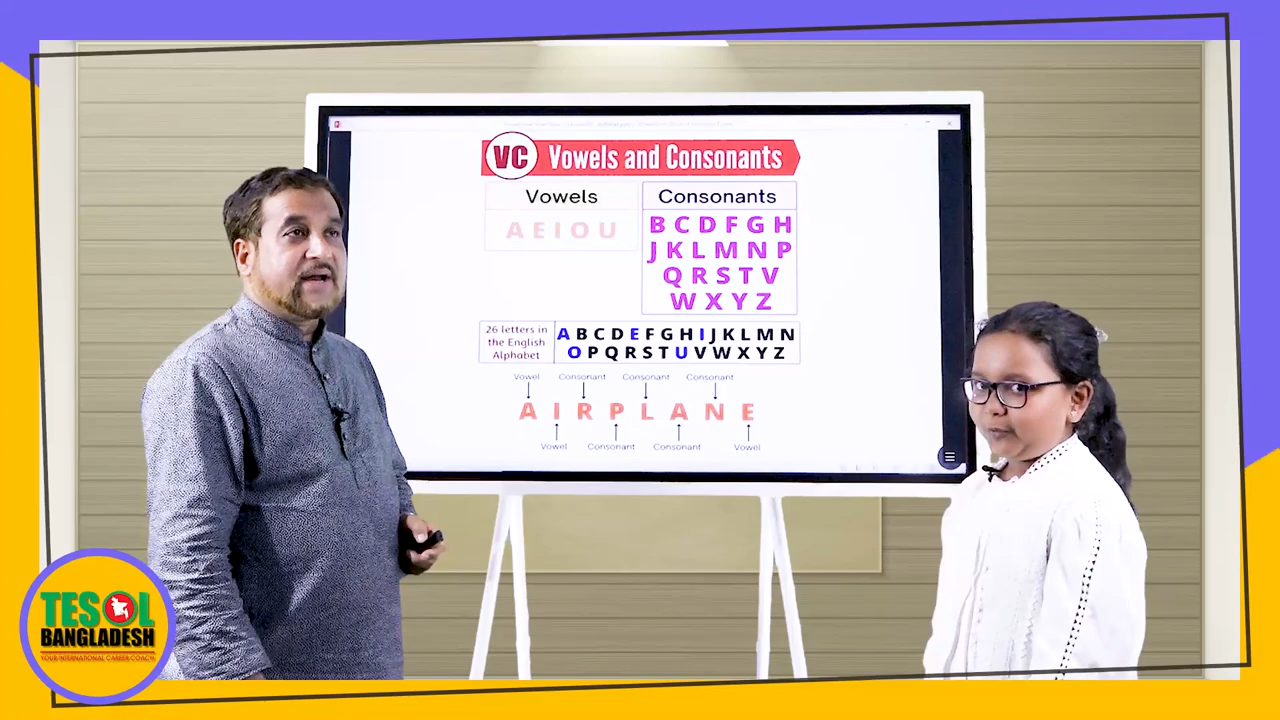 VC Vowels and Consonants
Vowels
Consonants
A E I O U
B C D F G H
J K L M N P
Q R S T V
W X Y Z
26 letters in
the English
Alphabet
A B C D E F G H I J K L M N
O P Q R S T U V W X Y Z
Vowel Consonant Consonant Consonant
A I R P L A N E
Vowel Consonant Consonant Vowel
TESOL
BANGLADESH
YOUR INTERNATIONAL CAREER COACH